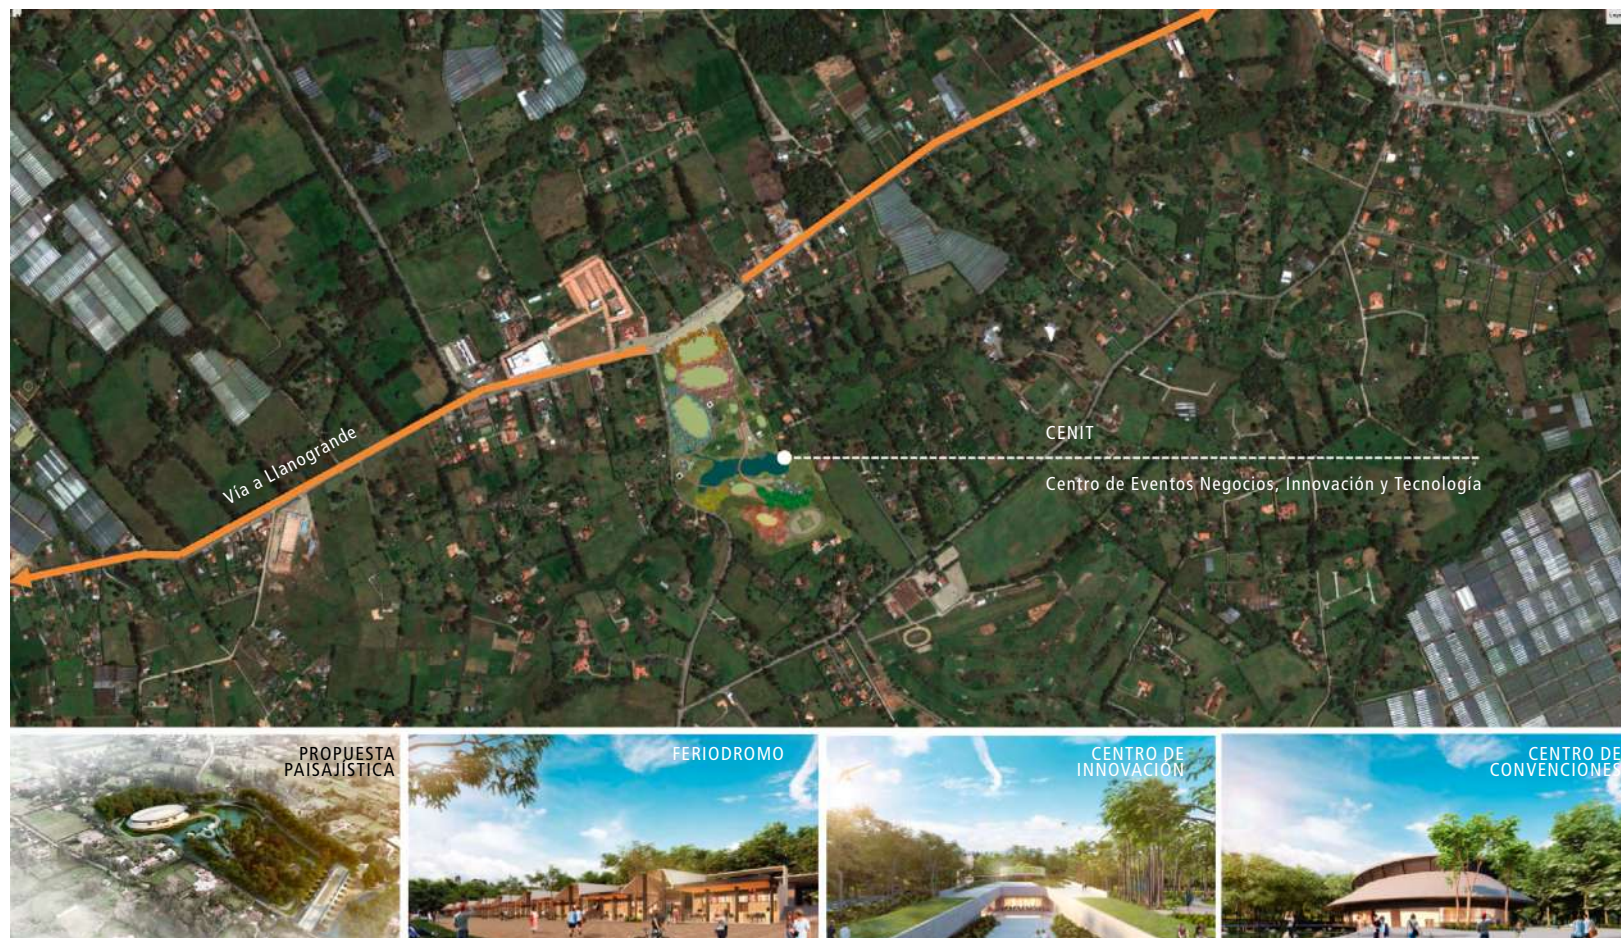 Vía a Llanogrande
CENIT
Centro de Eventos Negocios, Innovación y Tecnología
PROPUESTA
PAISAJÍSTICA
FERIODROMO
CENTRO DE
INNOVACIÓN
CENTRO DE
CONVENCIONES